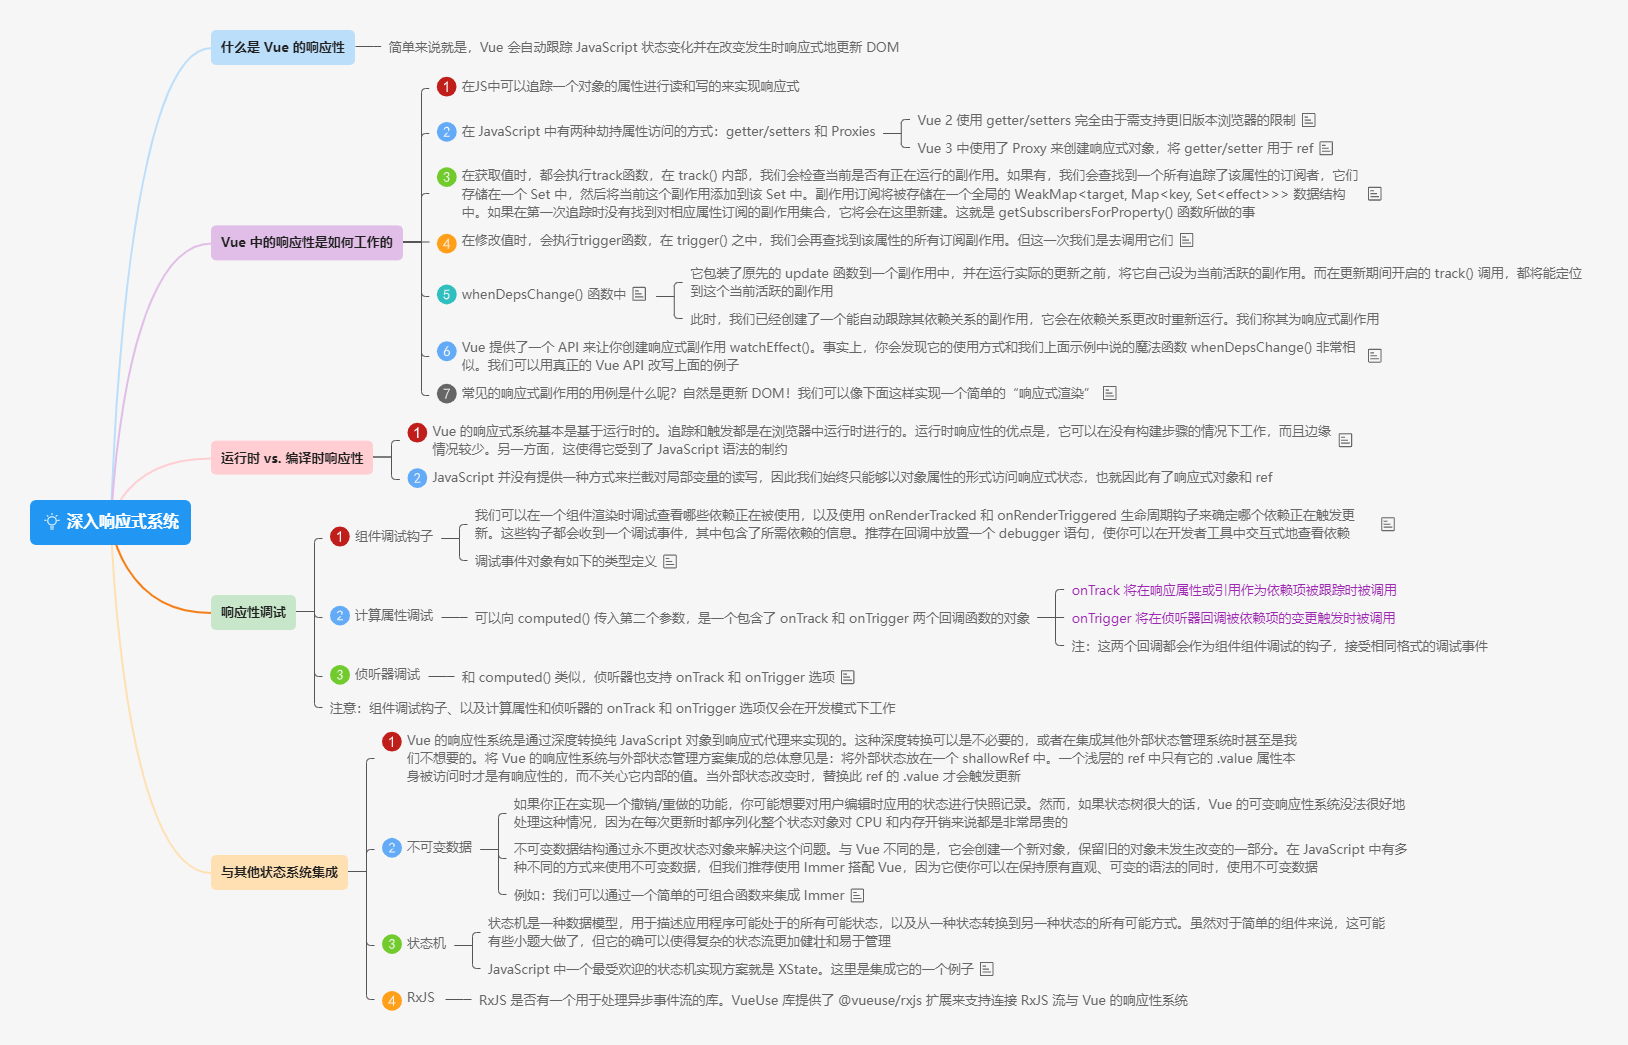 什么是 Vue 的响应性
简单来说就是，Vue 会自动跟踪 JavaScript 状态变化并在改变发生时响应式地更新 DOM
Vue 中的响应性是如何工作的
1 在JS中可以追踪一个对象的属性进行读和写的来实现响应式
2 在 JavaScript 中有两种劫持属性访问的方式：getter/setters 和 Proxies
Vue 2 使用 getter/setters 完全由于需支持更旧版本浏览器的限制
Vue 3 中使用了 Proxy 来创建响应式对象，将 getter/setter 用于 ref
3 在获取值时，都会执行track函数，在 track() 内部，我们会检查当前是否有正在运行的副作用。如果有，我们会查找到一个所有追踪了该属性的订阅者，它们
存储在一个 Set 中，然后将当前这个副作用添加到该 Set 中。副作用订阅将被存储在一个全局的 WeakMap<target, Map<key, Set<effect>>> 数据结构
中。如果在第一次追踪时没有找到对相应属性订阅的副作用集合，它将会在这里新建。这就是 getSubscribersForProperty() 函数所做的事
4 在修改值时，会执行trigger函数，在 trigger() 之中，我们会再查找到该属性的所有订阅副作用。但这一次我们是去调用它们
5 whenDepsChange() 函数中
它包装了原先的 update 函数到一个副作用中，并在运行实际的更新之前，将它自己设为当前活跃的副作用。而在更新期间开启的 track() 调用，都将能定位
到这个当前活跃的副作用
此时，我们已经创建了一个能自动跟踪其依赖关系的副作用，它会在依赖关系更改时重新运行。我们称其为响应式副作用
6 Vue 提供了一个 API 来让你创建响应式副作用 watchEffect()。事实上，你会发现它的使用方式和我们上面示例中说的魔法函数 whenDepsChange() 非常相
似。我们可以用真正的 Vue API 改写上面的例子
7 常见的响应式副作用的用例是什么呢？自然是更新 DOM！我们可以像下面这样实现一个简单的“响应式渲染”
运行时 vs. 编译时响应性
1 Vue 的响应式系统基本是基于运行时的。追踪和触发都是在浏览器中运行时进行的。运行时响应性的优点是，它可以在没有构建步骤的情况下工作，而且边缘
情况较少。另一方面，这使得它受到了 JavaScript 语法的制约
2 JavaScript 并没有提供一种方式来拦截对局部变量的读写，因此我们始终只能够以对象属性的形式访问响应式状态，也就因此有了响应式对象和 ref
深入响应式系统
响应性调试
1 组件调试钩子
我们可以在一个组件渲染时调试查看哪些依赖正在被使用，以及使用 onRenderTracked 和 onRenderTriggered 生命周期钩子来确定哪个依赖正在触发更
新。这些钩子都会收到一个调试事件，其中包含了所需依赖的信息。推荐在回调中放置一个 debugger 语句，使你可以在开发者工具中交互式地查看依赖
调试事件对象有如下的类型定义
2 计算属性调试
可以向 computed() 传入第二个参数，是一个包含了 onTrack 和 onTrigger 两个回调函数的对象
onTrack 将在响应属性或引用作为依赖项被跟踪时被调用
onTrigger 将在侦听器回调被依赖项的变更触发时被调用
注：这两个回调都会作为组件组件调试的钩子，接受相同格式的调试事件
3 侦听器调试
和 computed() 类似，侦听器也支持 onTrack 和 onTrigger 选项
注意：组件调试钩子、以及计算属性和侦听器的 onTrack 和 onTrigger 选项仅会在开发模式下工作
与其他状态系统集成
1 Vue 的响应性系统是通过深度转换纯 JavaScript 对象到响应式代理来实现的。这种深度转换可以是不必要的，或者在集成其他外部状态管理系统时甚至是我
们不想要的。将 Vue 的响应性系统与外部状态管理方案集成的总体意见是：将外部状态放在一个 shallowRef 中。一个浅层的 ref 中只有它的 .value 属性本
身被访问时才是有响应性的，而不关心它内部的值。当外部状态改变时，替换此 ref 的 .value 才会触发更新
2 不可变数据
如果你正在实现一个撤销/重做的功能，你可能想要对用户编辑时应用的状态进行快照记录。然而，如果状态树很大的话，Vue 的可变响应性系统没法很好地
处理这种情况，因为在每次更新时都序列化整个状态对象对 CPU 和内存开销来说都是非常昂贵的
不可变数据结构通过永不更改状态对象来解决这个问题。与 Vue 不同的是，它会创建一个新对象，保留旧的对象未发生改变的一部分。在 JavaScript 中有多
种不同的方式来使用不可变数据，但我们推荐使用 Immer 搭配 Vue，因为它使你可以在保持原有直观、可变的语法的同时，使用不可变数据
例如：我们可以通过一个简单的可组合函数来集成 Immer
3 状态机
状态机是一种数据模型，用于描述应用程序可能处于的所有可能状态，以及从一种状态转换到另一种状态的所有可能方式。虽然对于简单的组件来说，这可能
有些小题大做了，但它的确可以使得复杂的状态流更加健壮和易于管理
JavaScript 中一个最受欢迎的状态机实现方案就是 XState。这里是集成它的一个例子
4 RxJS
RxJS 是否有一个用于处理异步事件流的库。VueUse 库提供了 @vueuse/rxjs 扩展来支持连接 RxJS 流与 Vue 的响应性系统